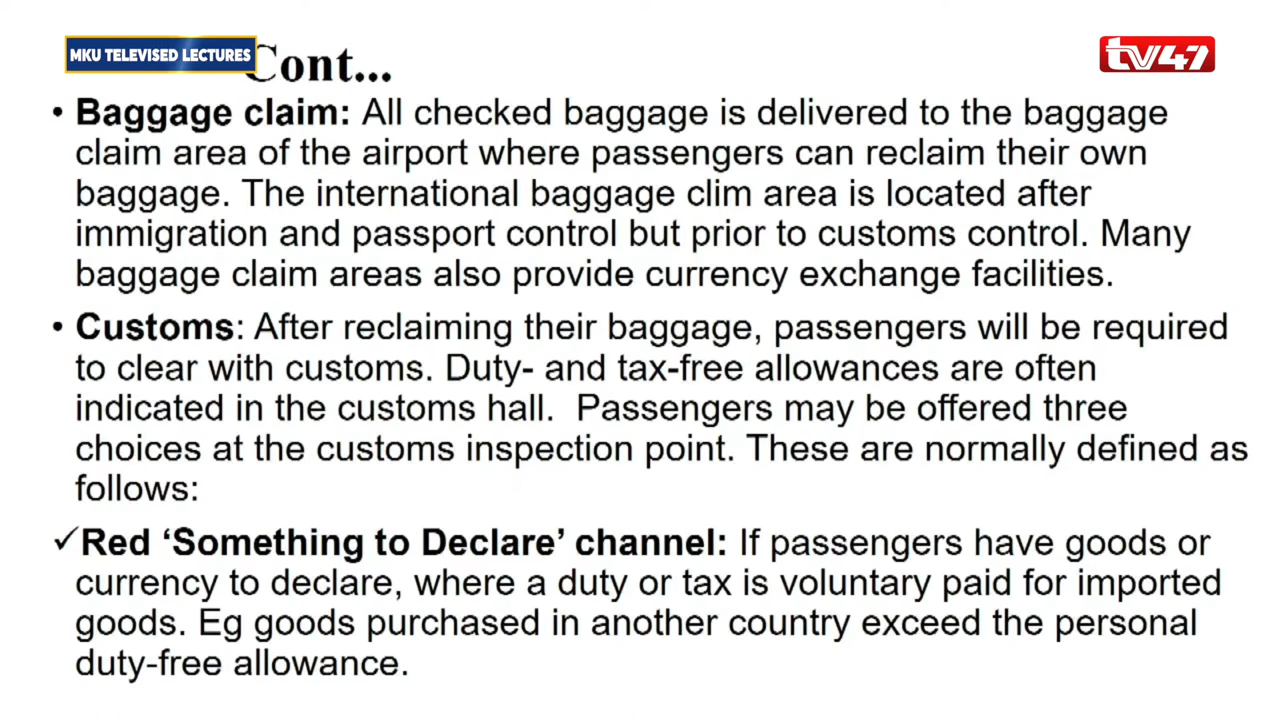 MKU TELEVISED LECTURES
tv47
Cont...
• Baggage claim: All checked baggage is delivered to the baggage
claim area of the airport where passengers can reclaim their own
baggage. The international baggage clim area is located after
immigration and passport control but prior to customs control. Many
baggage claim areas also provide currency exchange facilities.
• Customs: After reclaiming their baggage, passengers will be required
to clear with customs. Duty- and tax-free allowances are often
indicated in the customs hall.  Passengers may be offered three
choices at the customs inspection point. These are normally defined as
follows:
✓Red ‘Something to Declare’ channel: If passengers have goods or
currency to declare, where a duty or tax is voluntary paid for imported
goods. Eg goods purchased in another country exceed the personal
duty-free allowance.